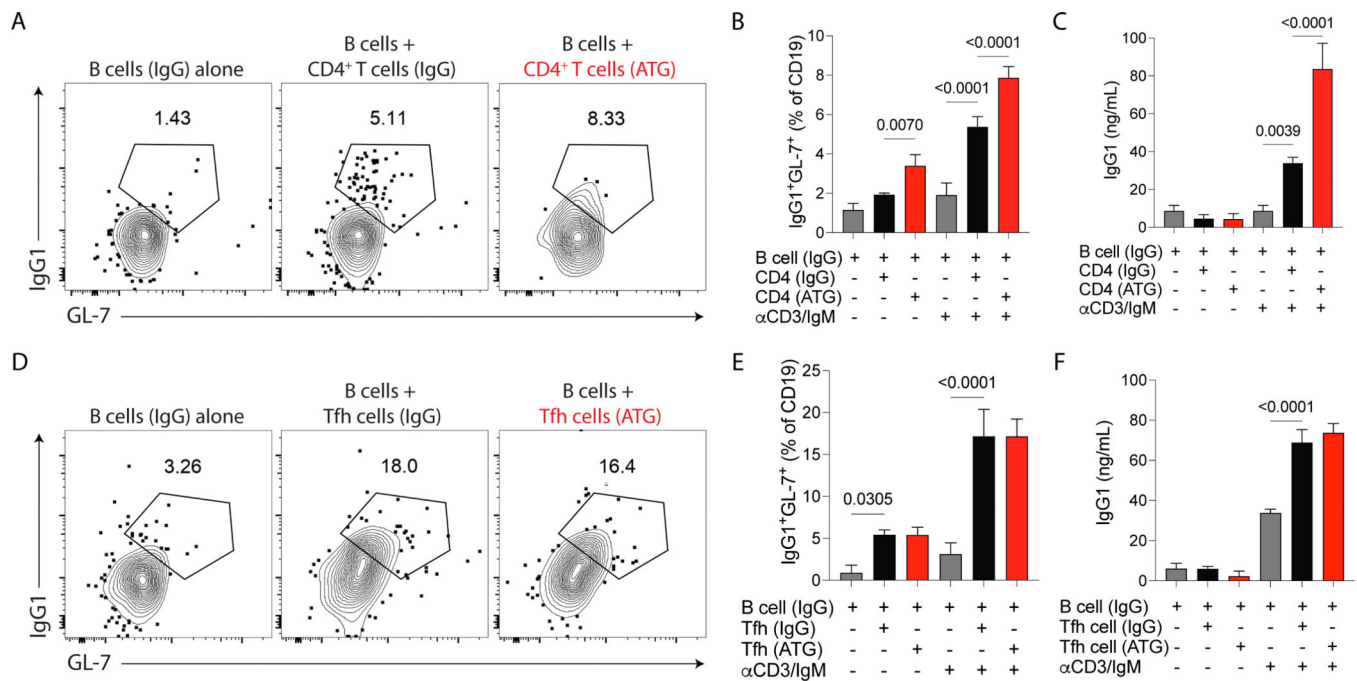 A
B cells (IgG) alone
B cells +
CD4⁺ T cells (IgG)
B cells +
CD4⁺ T cells (ATG)
1.43
5.11
8.33
IgG1
GL-7
B
<0.0001
<0.0001
0.0070
IgG1⁺GL-7⁺ (% of CD19)
10
8
6
4
2
0
B cell (IgG) + + + + + +
CD4 (IgG) - + - - + -
CD4 (ATG) - - + - - +
αCD3/IgM - - - + + +
C
<0.0001
0.0039
IgG1 (ng/mL)
100
80
60
40
20
0
B cell (IgG) + + + + + +
CD4 (IgG) - + - - + -
CD4 (ATG) - - + - - +
αCD3/IgM - - - + + +
D
B cells (IgG) alone
B cells +
Tfh cells (IgG)
B cells +
Tfh cells (ATG)
3.26
18.0
16.4
IgG1
GL-7
E
<0.0001
0.0305
IgG1⁺GL-7⁺ (% of CD19)
25
20
15
10
5
0
B cell (IgG) + + + + + +
Tfh (IgG) - + - - + -
Tfh (ATG) - - + - - +
αCD3/IgM - - - + + +
F
<0.0001
IgG1 (ng/mL)
100
80
60
40
20
0
B cell (IgG) + + + + + +
Tfh cell (IgG) - + - - + -
Tfh cell (ATG) - - + - - +
αCD3/IgM - - - + + +